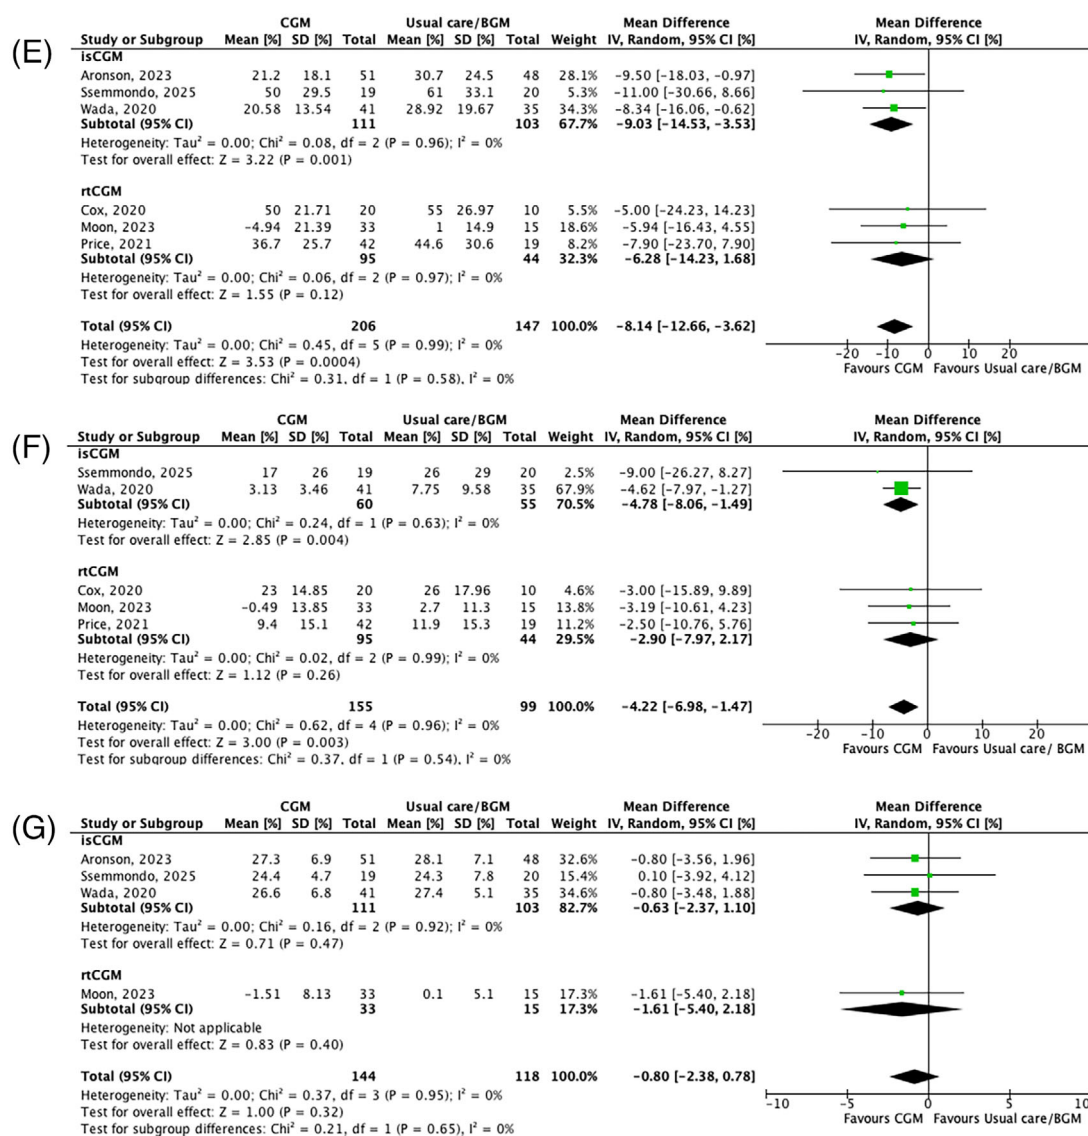 (E)
CGM Usual care/BGM Mean Difference Mean Difference
Study or Subgroup Mean [%] SD [%] Total Mean [%] SD [%] Total Weight IV, Random, 95% CI [%] IV, Random, 95% CI [%]
isCGM
Aronson, 2023 21.2 18.1 51 30.7 24.5 48 28.1% -9.50 [-18.03, -0.97]
Ssemmondo, 2025 50 29.5 19 61 33.1 20 5.3% -11.00 [-30.66, 8.66]
Wada, 2020 20.58 13.54 41 28.92 19.67 35 34.3% -8.34 [-16.06, -0.62]
Subtotal (95% CI) 111 103 67.7% -9.03 [-14.53, -3.53]
Heterogeneity: Tau² = 0.00; Chi² = 0.08, df = 2 (P = 0.96); I² = 0%
Test for overall effect: Z = 3.22 (P = 0.001)
rtCGM
Cox, 2020 50 21.71 20 55 26.97 10 5.5% -5.00 [-24.23, 14.23]
Moon, 2023 -4.94 21.39 33 1 14.9 15 18.6% -5.94 [-16.43, 4.55]
Price, 2021 36.7 25.7 42 44.6 30.6 19 8.2% -7.90 [-23.70, 7.90]
Subtotal (95% CI) 95 44 32.3% -6.28 [-14.23, 1.68]
Heterogeneity: Tau² = 0.00; Chi² = 0.06, df = 2 (P = 0.97); I² = 0%
Test for overall effect: Z = 1.55 (P = 0.12)
Total (95% CI) 206 147 100.0% -8.14 [-12.66, -3.62]
Heterogeneity: Tau² = 0.00; Chi² = 0.45, df = 5 (P = 0.99); I² = 0%
Test for overall effect: Z = 3.53 (P = 0.0004)
Test for subgroup differences: Chi² = 0.31, df = 1 (P = 0.58), I² = 0%
-20 -10 0 10 20
Favours CGM Favours Usual care/BGM
(F)
CGM Usual care/BGM Mean Difference Mean Difference
Study or Subgroup Mean [%] SD [%] Total Mean [%] SD [%] Total Weight IV, Random, 95% CI [%] IV, Random, 95% CI [%]
isCGM
Ssemmondo, 2025 17 26 19 26 29 20 2.5% -9.00 [-26.27, 8.27]
Wada, 2020 3.13 3.46 41 7.75 9.58 35 67.9% -4.62 [-7.97, -1.27]
Subtotal (95% CI) 60 55 70.5% -4.78 [-8.06, -1.49]
Heterogeneity: Tau² = 0.00; Chi² = 0.24, df = 1 (P = 0.63); I² = 0%
Test for overall effect: Z = 2.85 (P = 0.004)
rtCGM
Cox, 2020 23 14.85 20 26 17.96 10 4.6% -3.00 [-15.89, 9.89]
Moon, 2023 -0.49 13.85 33 2.7 11.3 15 13.8% -3.19 [-10.61, 4.23]
Price, 2021 9.4 15.1 42 11.9 15.3 19 11.2% -2.50 [-10.76, 5.76]
Subtotal (95% CI) 95 44 29.5% -2.90 [-7.97, 2.17]
Heterogeneity: Tau² = 0.00; Chi² = 0.02, df = 2 (P = 0.99); I² = 0%
Test for overall effect: Z = 1.12 (P = 0.26)
Total (95% CI) 155 99 100.0% -4.22 [-6.98, -1.47]
Heterogeneity: Tau² = 0.00; Chi² = 0.62, df = 4 (P = 0.96); I² = 0%
Test for overall effect: Z = 3.00 (P = 0.003)
Test for subgroup differences: Chi² = 0.37, df = 1 (P = 0.54), I² = 0%
-20 -10 0 10 20
Favours CGM Favours Usual care/ BGM
(G)
CGM Usual care/BGM Mean Difference Mean Difference
Study or Subgroup Mean [%] SD [%] Total Mean [%] SD [%] Total Weight IV, Random, 95% CI [%] IV, Random, 95% CI [%]
isCGM
Aronson, 2023 27.3 6.9 51 28.1 7.1 48 32.6% -0.80 [-3.56, 1.96]
Ssemmondo, 2025 24.4 4.7 19 24.3 7.8 20 15.4% 0.10 [-3.92, 4.12]
Wada, 2020 26.6 6.8 41 27.4 5.1 35 34.6% -0.80 [-3.48, 1.88]
Subtotal (95% CI) 111 103 82.7% -0.63 [-2.37, 1.10]
Heterogeneity: Tau² = 0.00; Chi² = 0.16, df = 2 (P = 0.92); I² = 0%
Test for overall effect: Z = 0.71 (P = 0.47)
rtCGM
Moon, 2023 -1.51 8.13 33 0.1 5.1 15 17.3% -1.61 [-5.40, 2.18]
Subtotal (95% CI) 33 15 17.3% -1.61 [-5.40, 2.18]
Heterogeneity: Not applicable
Test for overall effect: Z = 0.83 (P = 0.40)
Total (95% CI) 144 118 100.0% -0.80 [-2.38, 0.78]
Heterogeneity: Tau² = 0.00; Chi² = 0.37, df = 3 (P = 0.95); I² = 0%
Test for overall effect: Z = 1.00 (P = 0.32)
Test for subgroup differences: Chi² = 0.21, df = 1 (P = 0.65), I² = 0%
-10 -5 0 5 10
Favours CGM Favours Usual care/BGM